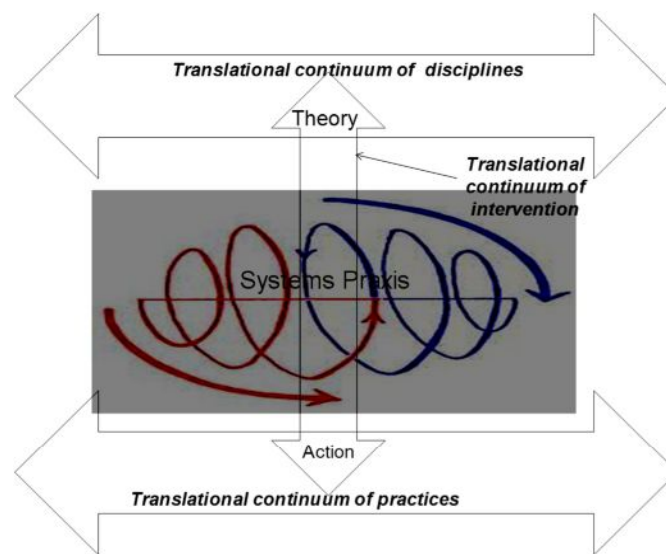 Translational continuum of disciplines
Theory
Translational
continuum of
intervention
Systems Praxis
Action
Translational continuum of practices